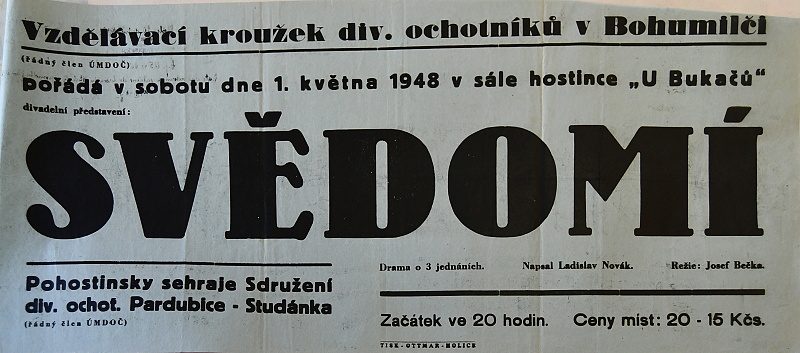 Vzdělávací kroužek div. ochotníků v Bohumilči
(řádný člen ÚMDOČ)
pořádá v sobotu dne 1. května 1948 v sále hostince „U Bukačů“
divadelní představení:
SVĚDOMÍ
Drama o 3 jednáních. Napsal Ladislav Novák. Režie: Josef Bečka.
Pohostinsky sehraje Sdružení
div. ochot. Pardubice - Studánka
(řádný člen ÚMDOČ)
Začátek ve 20 hodin. Ceny míst: 20 - 15 Kčs.
TISK-OTTMAR-HOLICE